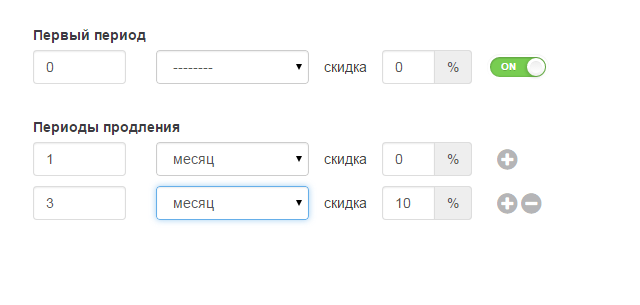 Первый период
0 -------- скидка 0 % ON
Периоды продления
1 месяц скидка 0 %
3 месяц скидка 10 %